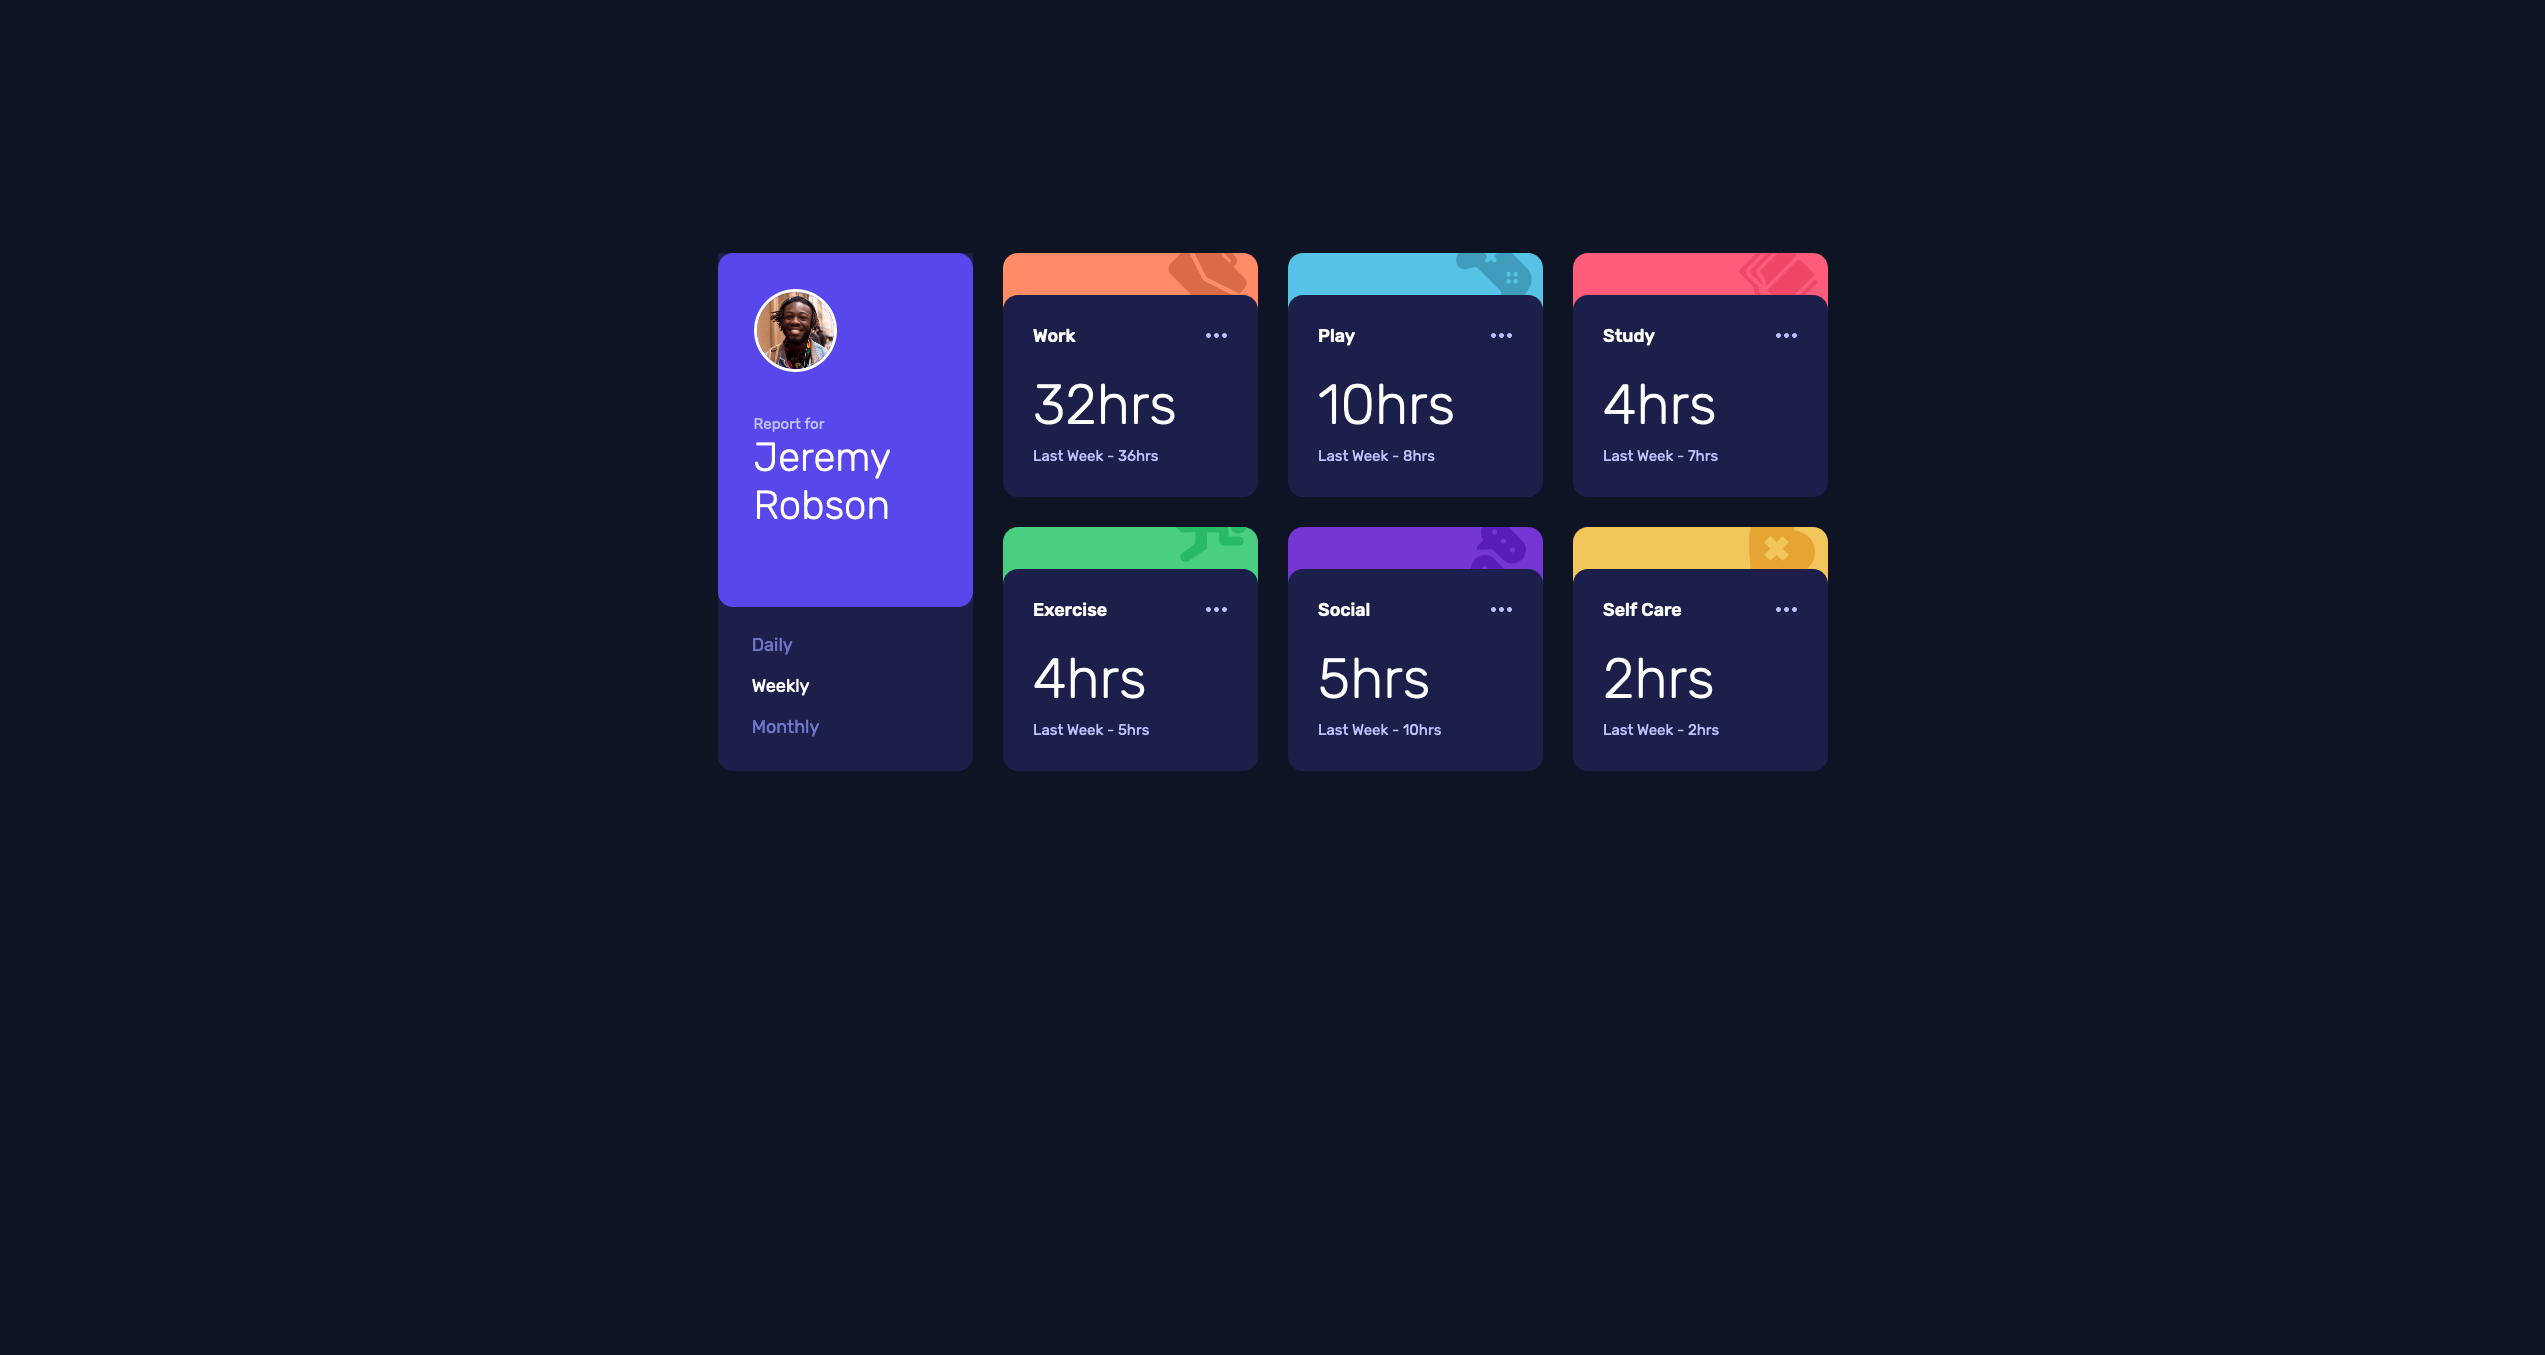 Report for
Jeremy
Robson
Daily
Weekly
Monthly
Work
32hrs
Last Week - 36hrs
Play
10hrs
Last Week - 8hrs
Study
4hrs
Last Week - 7hrs
Exercise
4hrs
Last Week - 5hrs
Social
5hrs
Last Week - 10hrs
Self Care
2hrs
Last Week - 2hrs